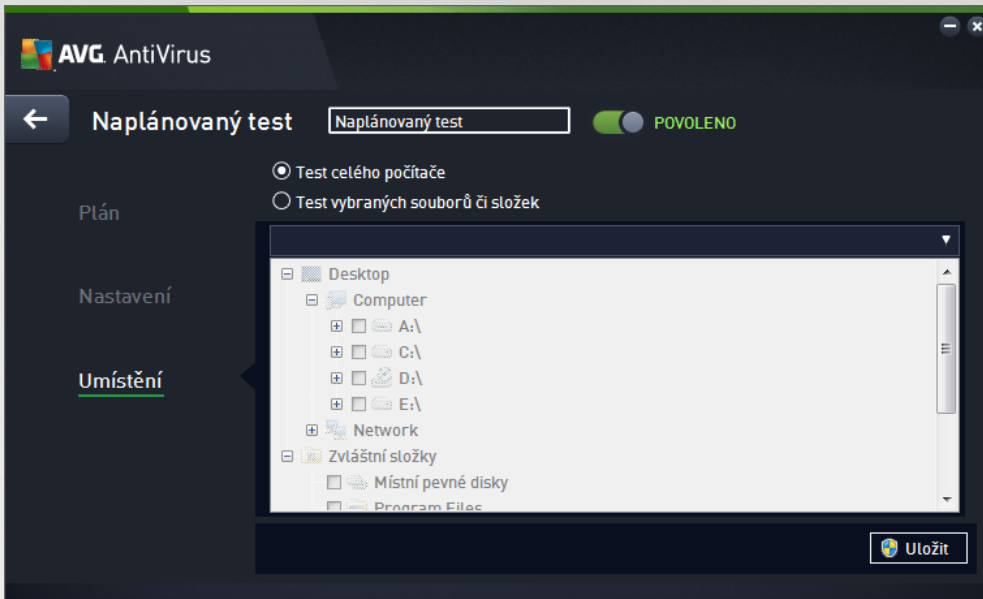 AVG. AntiVirus
Naplánovaný test
Naplánovaný test
POVOLENO
Test celého počítače
Test vybraných souborů či složek
Plán
Nastavení
Umístění
Desktop
Computer
A:\
C:\
D:\
E:\
Network
Zvláštní složky
Místní pevné disky
Program Files
Uložit